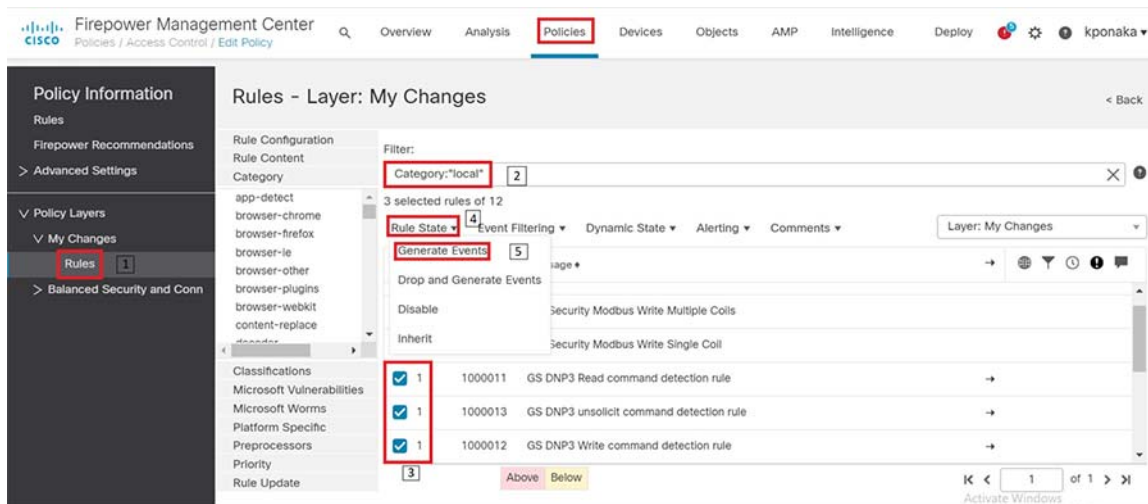 CISCO
Firepower Management Center
Policies / Access Control / Edit Policy
Overview
Analysis
Policies
Devices
Objects
AMP
Intelligence
Deploy
kponaka
Policy Information
Rules
Firepower Recommendations
> Advanced Settings
Policy Layers
My Changes
Rules
1
> Balanced Security and Conn
Rules - Layer: My Changes
< Back
Rule Configuration
Rule Content
Category
app-detect
browser-chrome
browser-firefox
browser-ie
browser-other
browser-plugins
browser-webkit
content-replace
Classifications
Microsoft Vulnerabilities
Microsoft Worms
Platform Specific
Preprocessors
Priority
Rule Update
Filter:
Category:"local"
2
3 selected rules of 12
Rule State
4
Event Filtering
Dynamic State
Alerting
Comments
Layer: My Changes
Generate Events
5
Drop and Generate Events
Disable
Inherit
sage
Security Modbus Write Multiple Coils
Security Modbus Write Single Coil
1 1000011 GS DNP3 Read command detection rule
1 1000013 GS DNP3 unsolicit command detection rule
1 1000012 GS DNP3 Write command detection rule
3
Above Below
1 of 1
Activate Windows